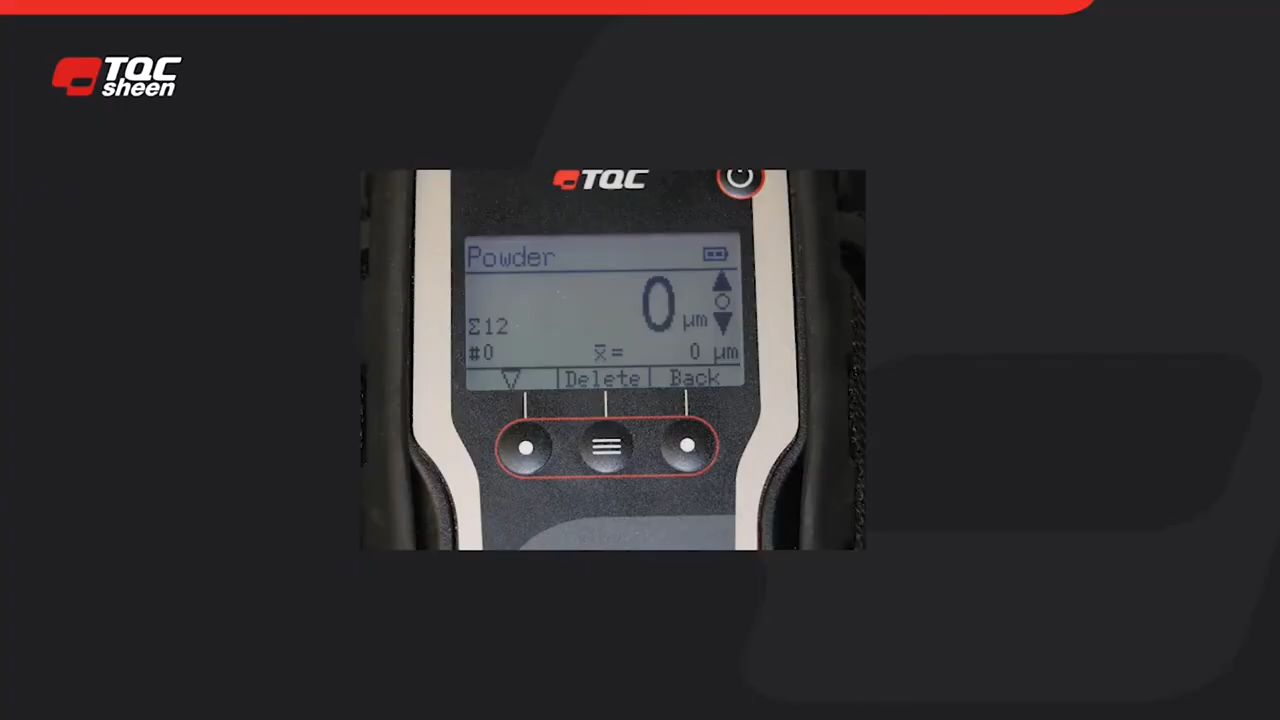 TQC
sheen
TQC
Powder
0 μm
Σ12
#0 x̅= 0 μm
▽ Delete Back